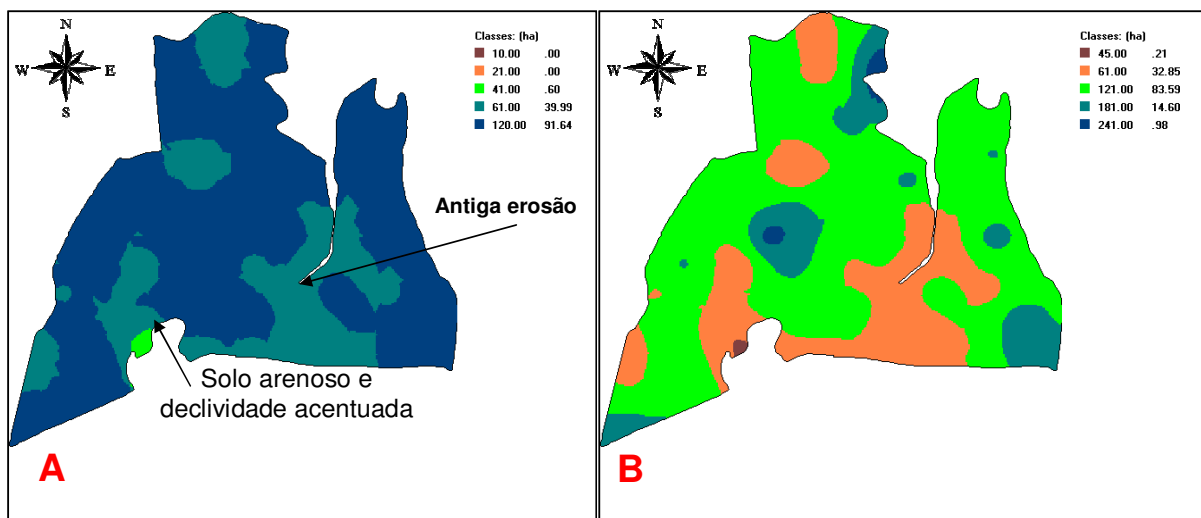 N
W E
S
Classes: (ha)
10.00 .00
21.00 .00
41.00 .60
61.00 39.99
120.00 91.64
Antiga erosão
Solo arenoso e
declividade acentuada
A
N
W E
S
Classes: (ha)
45.00 .21
61.00 32.85
121.00 83.59
181.00 14.60
241.00 .98
B